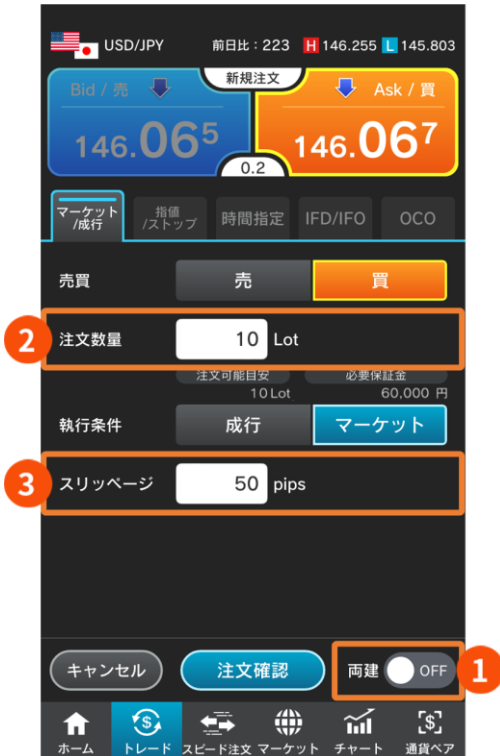 USD/JPY 前日比：223 H 146.255 L 145.803
Bid / 売 新規注文 Ask / 買
146.065 146.067
0.2
マーケット
/成行
指値
/ストップ
時間指定 IFD/IFO OCO
売買 売 買
2 注文数量 10 Lot
注文可能目安 必要保証金
10 Lot 60,000 円
執行条件 成行 マーケット
3 スリッページ 50 pips
キャンセル 注文確認 両建 OFF 1
ホーム トレード スピード注文 マーケット チャート 通貨ペア